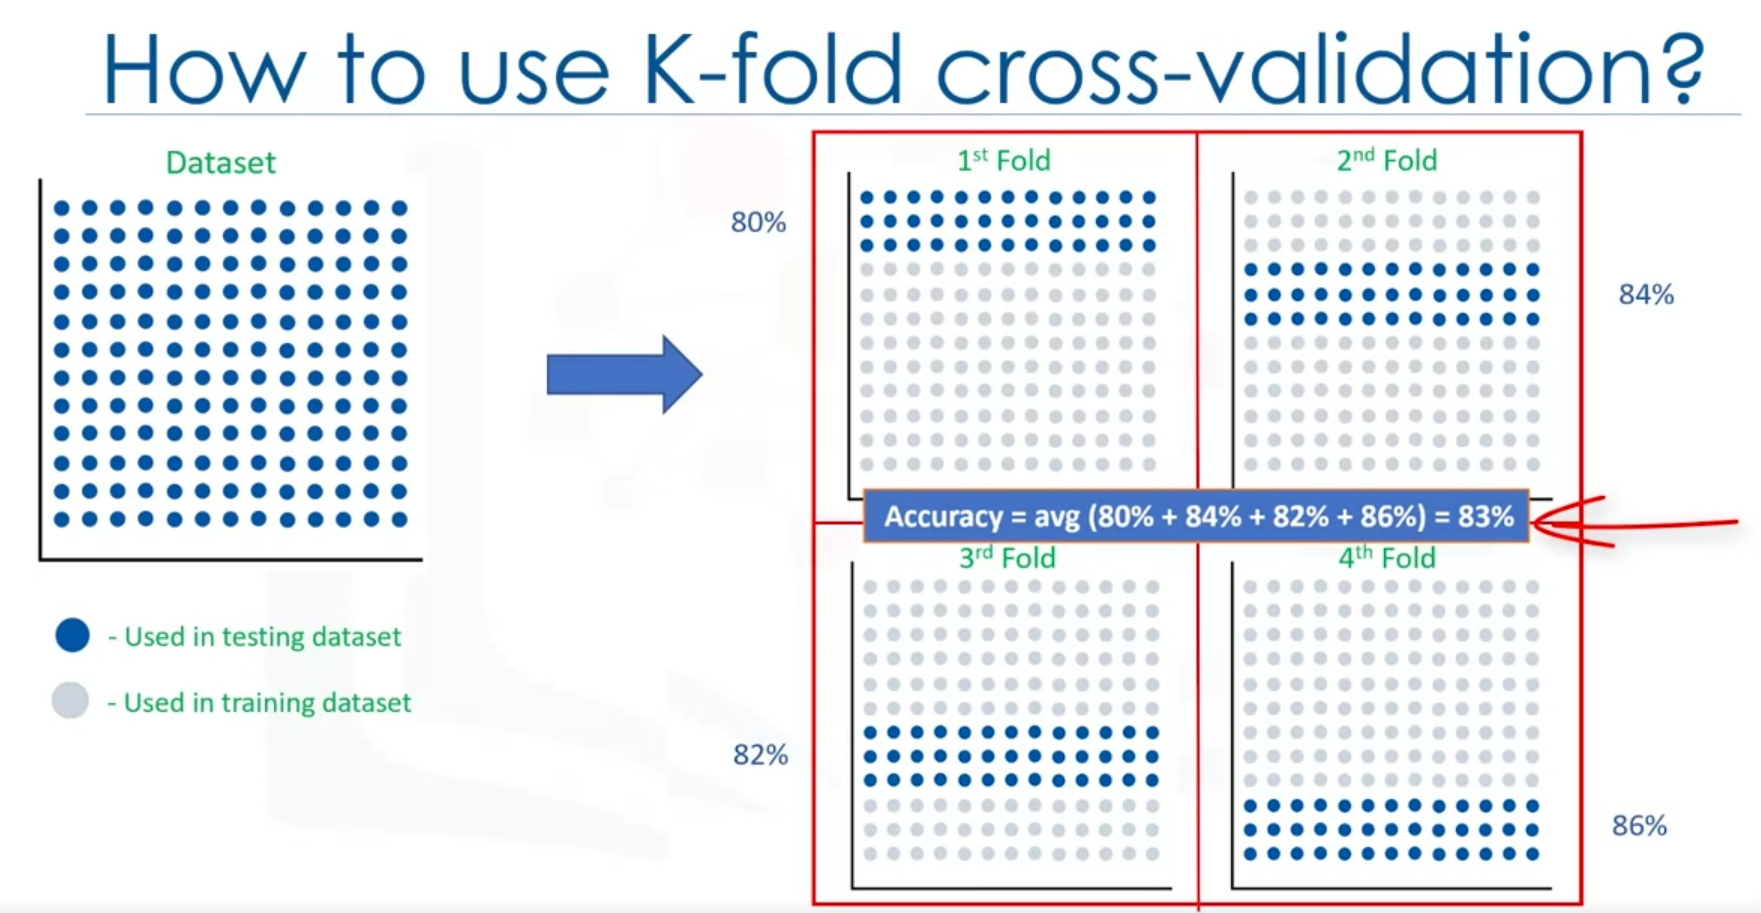 How to use K-fold cross-validation?
Dataset
1st Fold
2nd Fold
80%
84%
Accuracy = avg (80% + 84% + 82% + 86%) = 83%
3rd Fold
4th Fold
- Used in testing dataset
- Used in training dataset
82%
86%